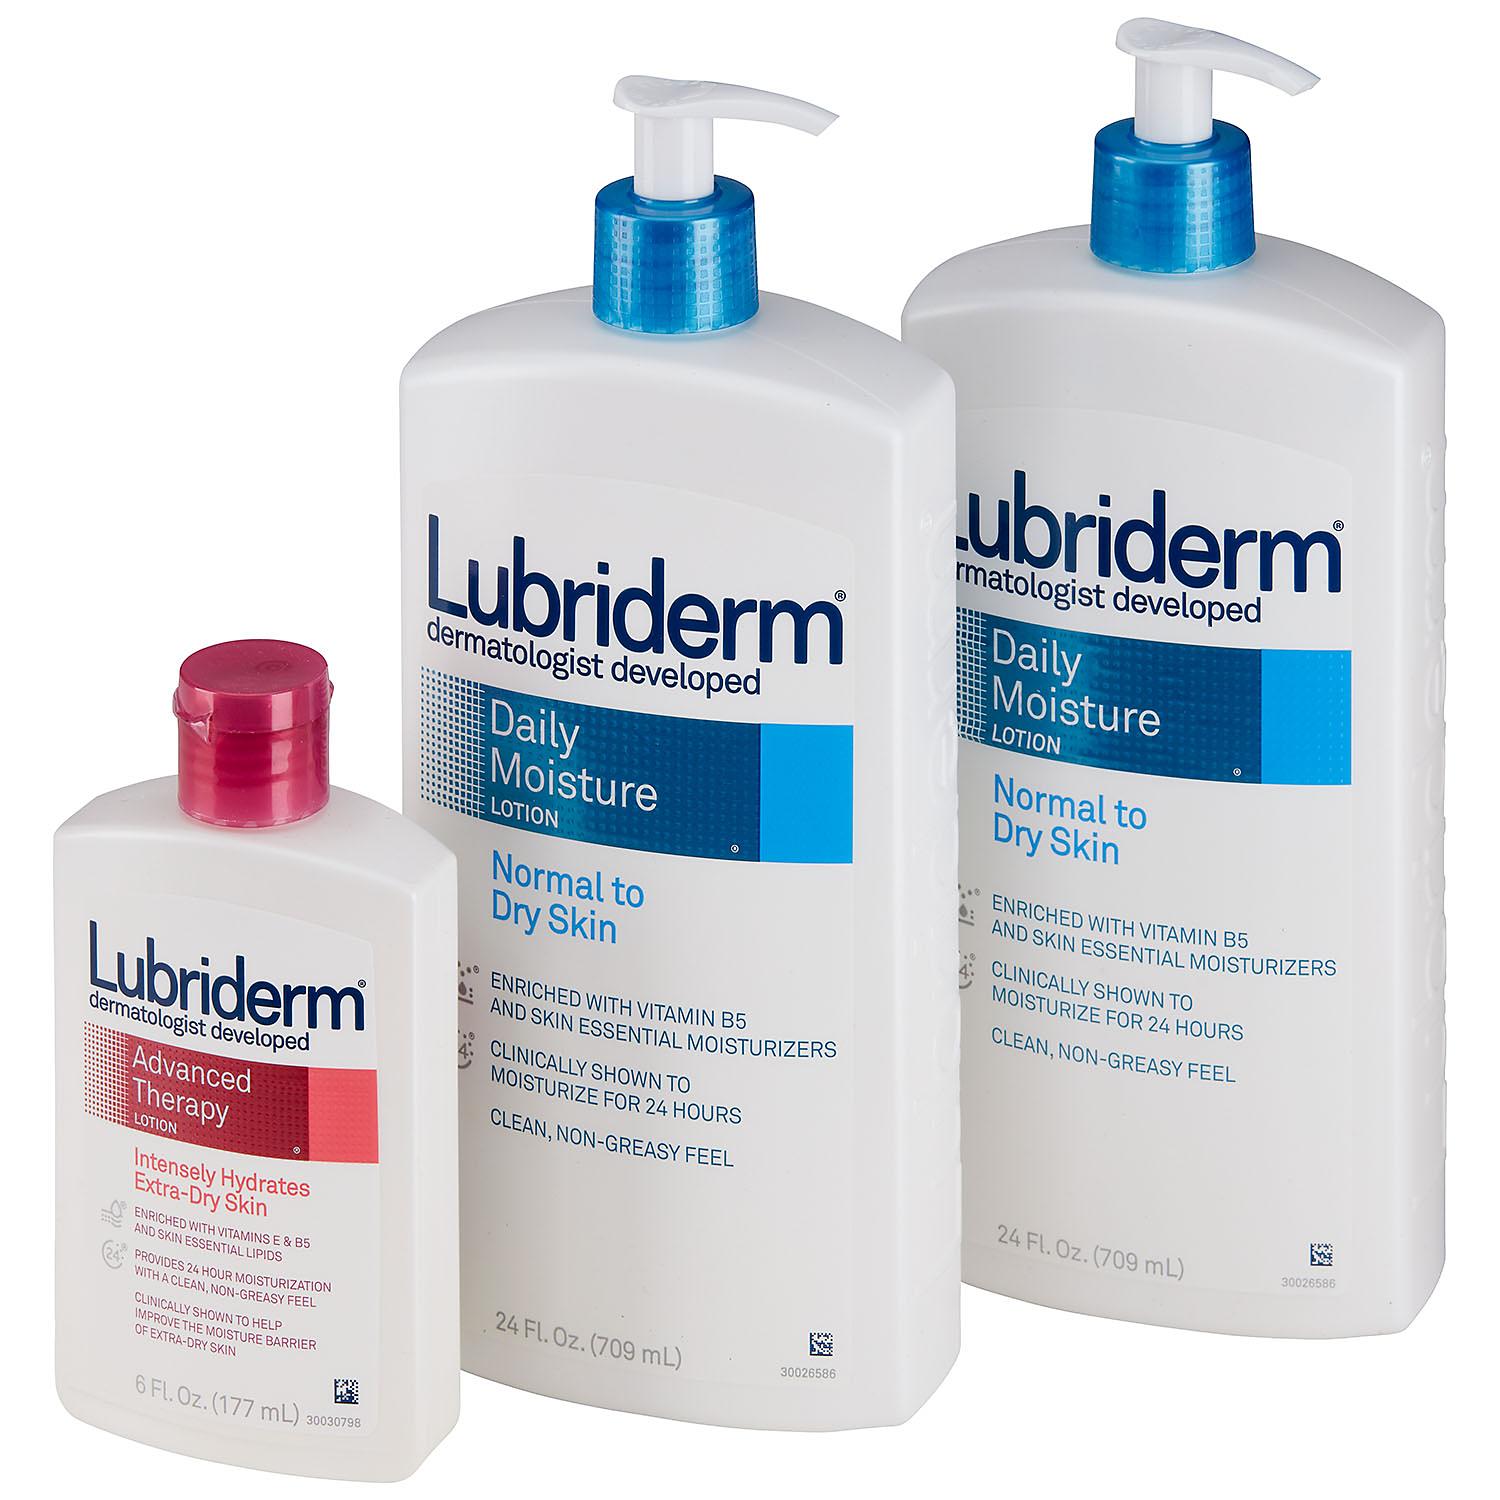 Lubriderm®
dermatologist developed
Advanced
Therapy
LOTION
Intensely Hydrates
Extra-Dry Skin
ENRICHED WITH VITAMINS E & B5
AND SKIN ESSENTIAL LIPIDS
24
PROVIDES 24 HOUR MOISTURIZATION
WITH A CLEAN, NON-GREASY FEEL
CLINICALLY SHOWN TO HELP
IMPROVE THE MOISTURE BARRIER
OF EXTRA-DRY SKIN
6 Fl. Oz. (177 mL)
30030798
Lubriderm®
dermatologist developed
Daily
Moisture
LOTION
Normal to
Dry Skin
ENRICHED WITH VITAMIN B5
AND SKIN ESSENTIAL MOISTURIZERS
4
CLINICALLY SHOWN TO
MOISTURIZE FOR 24 HOURS
CLEAN, NON-GREASY FEEL
24 Fl. Oz. (709 mL)
30026586
Lubriderm®
rmatologist developed
Daily
Moisture
LOTION
Normal to
Dry Skin
ENRICHED WITH VITAMIN B5
AND SKIN ESSENTIAL MOISTURIZERS
4
CLINICALLY SHOWN TO
MOISTURIZE FOR 24 HOURS
CLEAN, NON-GREASY FEEL
24 Fl. Oz. (709 mL)
30026586